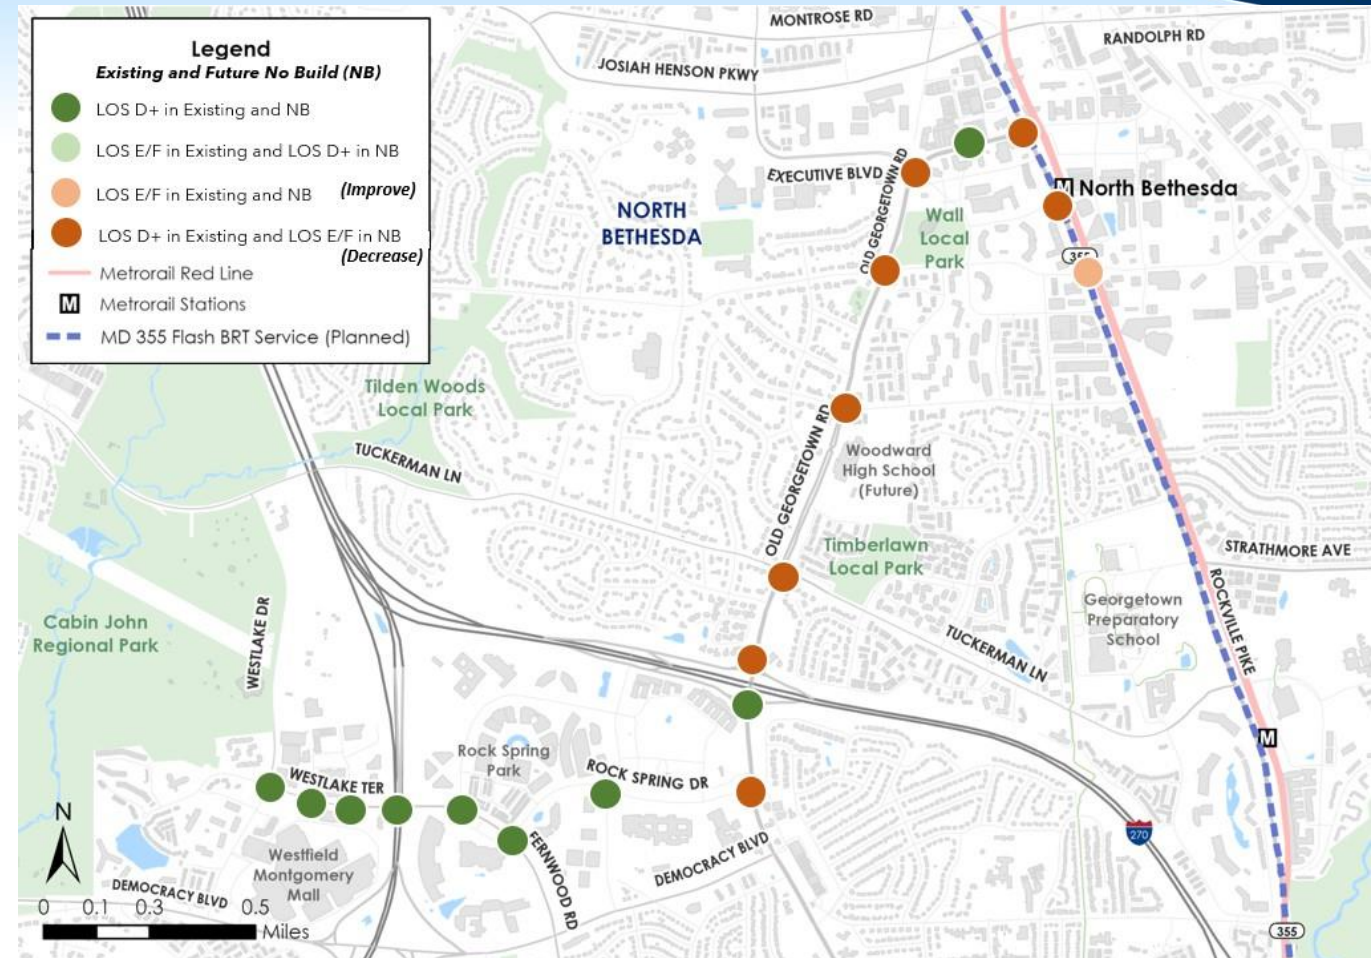 Legend
Existing and Future No Build (NB)
LOS D+ in Existing and NB
LOS E/F in Existing and LOS D+ in NB
LOS E/F in Existing and NB (Improve)
LOS D+ in Existing and LOS E/F in NB
(Decrease)
Metrorail Red Line
M Metrorail Stations
MD 355 Flash BRT Service (Planned)
MONTROSE RD
RANDOLPH RD
JOSIAH HENSON PKWY
EXECUTIVE BLVD
OLD GEORGETOWN RD
M North Bethesda
NORTH
BETHESDA
Wall
Local
Park
355
Tilden Woods
Local Park
TUCKERMAN LN
OLD GEORGETOWN RD
Woodward
High School
(Future)
Timberlawn
Local Park
STRATHMORE AVE
ROCKVILLE PIKE
Georgetown
Preparatory
School
TUCKERMAN LN
Cabin John
Regional Park
WESTLAKE DR
M
Rock Spring
Park
ROCK SPRING DR
WESTLAKE TER
N
270
FERNWOOD RD
DEMOCRACY BLVD
Westfield
Montgomery
Mall
DEMOCRACY BLVD
0 0.1 0.3 0.5
Miles
355